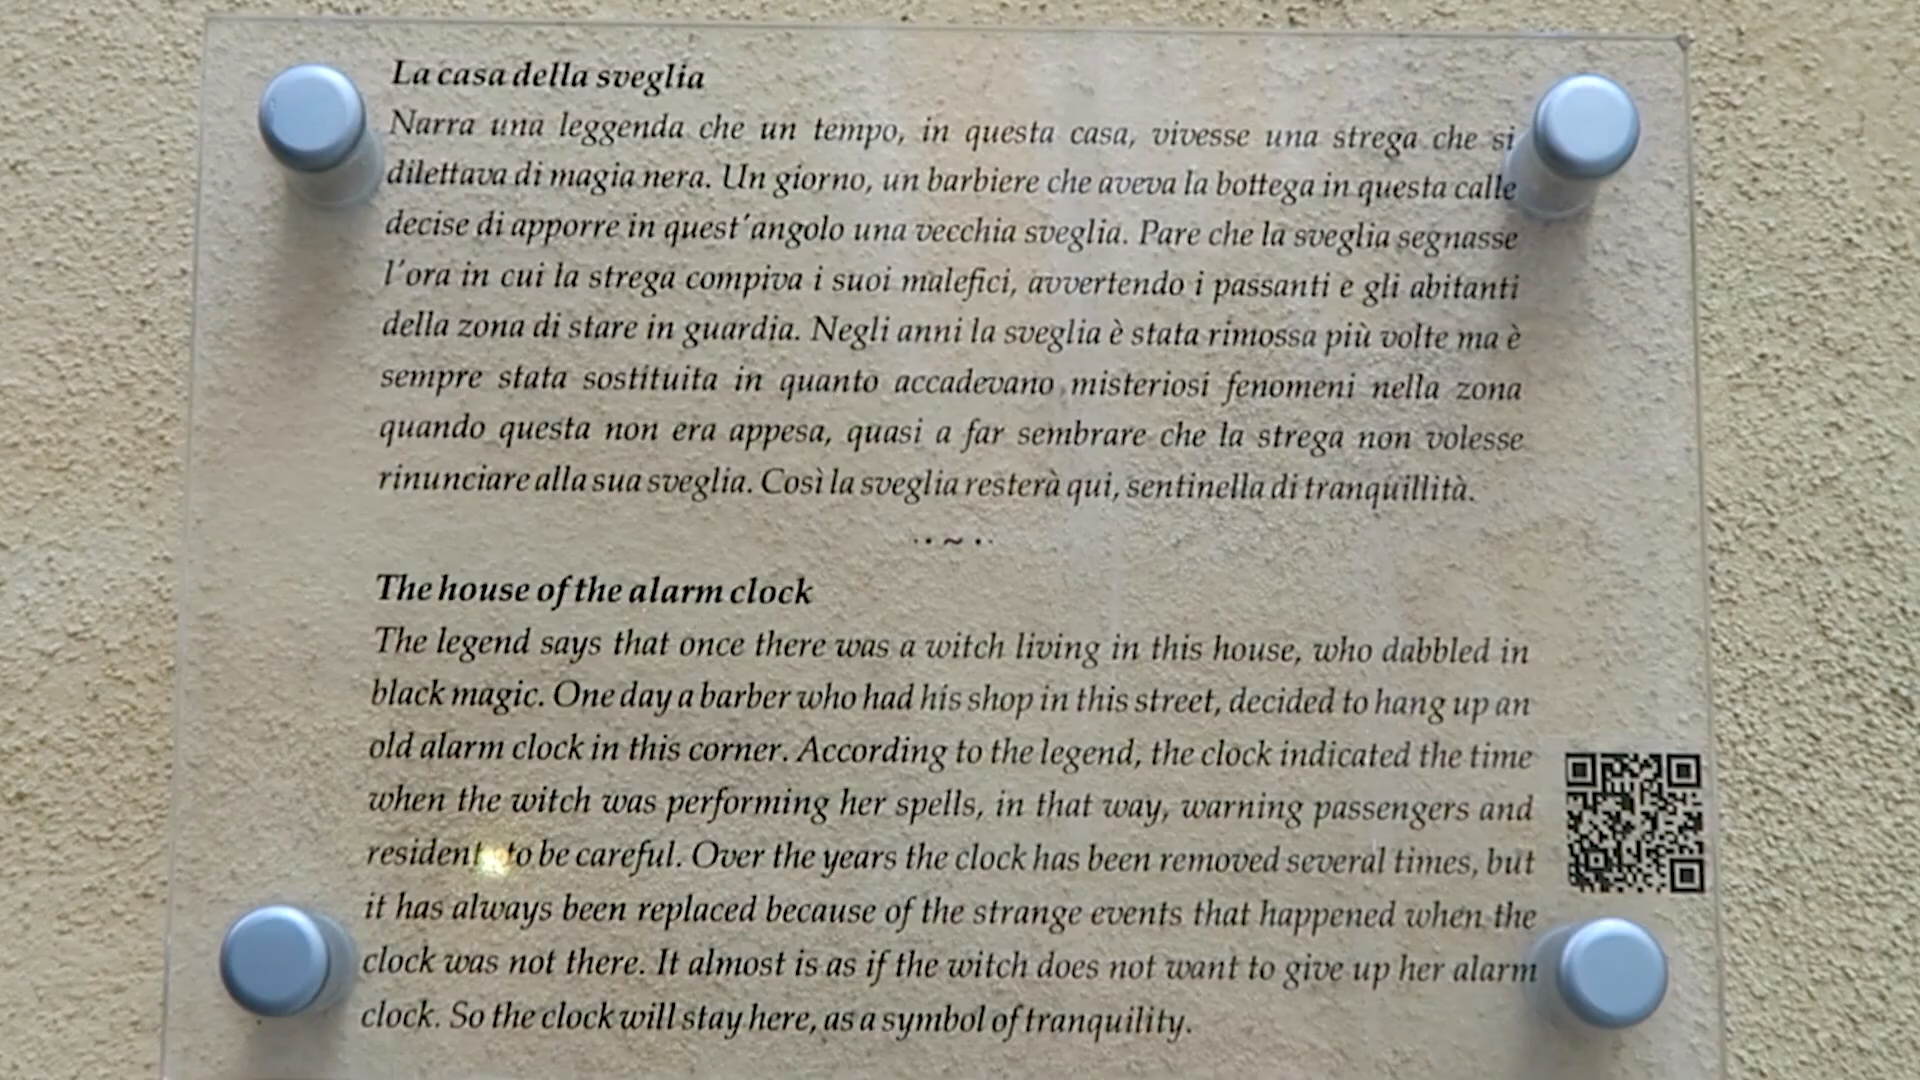 La casa della sveglia
Narra una leggenda che un tempo, in questa casa, vivesse una strega che si
dilettava di magia nera. Un giorno, un barbiere che aveva la bottega in questa calle
decise di apporre in quest'angolo una vecchia sveglia. Pare che la sveglia segnasse
l'ora in cui la strega compiva i suoi malefici, avvertendo i passanti e gli abitanti
della zona di stare in guardia. Negli anni la sveglia è stata rimossa più volte ma è
sempre stata sostituita in quanto accadevano misteriosi fenomeni nella zona
quando questa non era appesa, quasi a far sembrare che la strega non volesse
rinunciare alla sua sveglia. Così la sveglia resterà qui, sentinella di tranquillità.
· · ~ · ·
The house of the alarm clock
The legend says that once there was a witch living in this house, who dabbled in
black magic. One day a barber who had his shop in this street, decided to hang up an
old alarm clock in this corner. According to the legend, the clock indicated the time
when the witch was performing her spells, in that way, warning passengers and
residents to be careful. Over the years the clock has been removed several times, but
it has always been replaced because of the strange events that happened when the
clock was not there. It almost is as if the witch does not want to give up her alarm
clock. So the clock will stay here, as a symbol of tranquility.